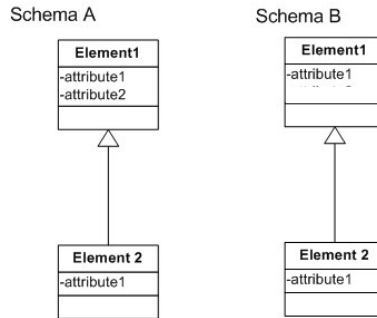 Schema A
Element1
-attribute1
-attribute2
Element 2
-attribute1
Schema B
Element1
-attribute1
Element 2
-attribute1